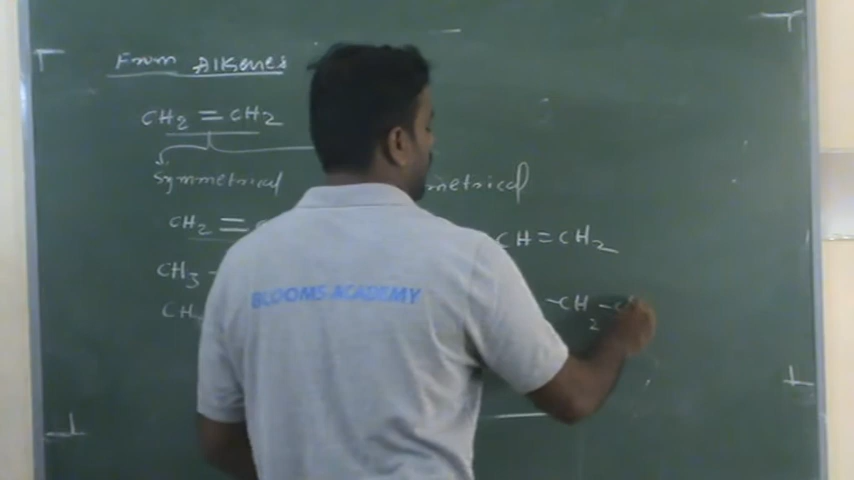 From Alkenes
CH2 = CH2
Symmetrical metrical
CH2 = CH = CH2
CH3 -
CH -CH2-C
BLOOMS ACADEMY